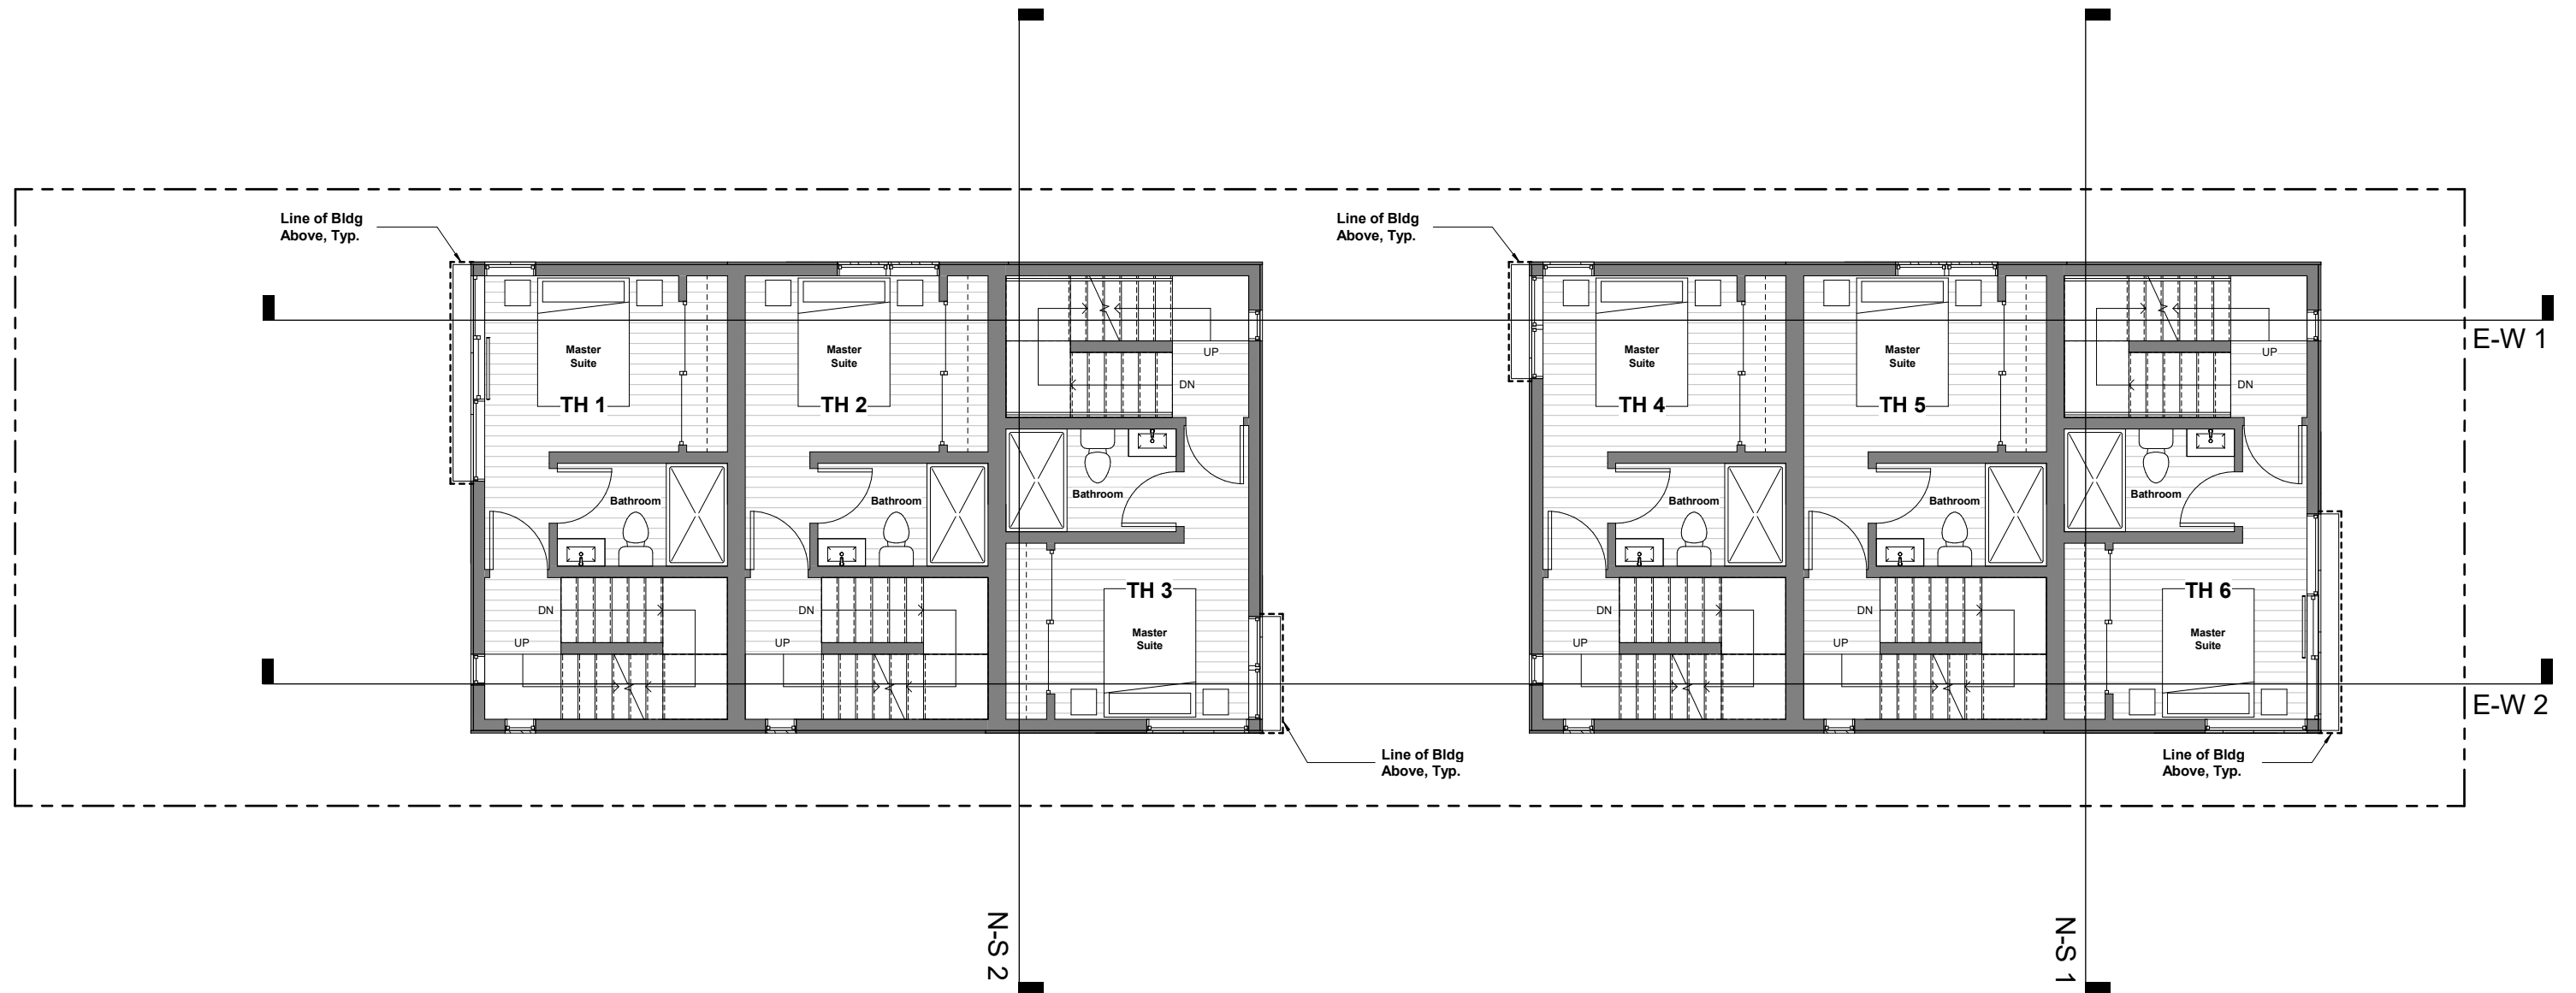 Line of Bldg
Above, Typ.
Line of Bldg
Above, Typ.
E-W 1
Master
Suite
TH 1
Master
Suite
TH 2
UP
DN
Master
Suite
TH 4
Master
Suite
TH 5
UP
DN
Bathroom
Bathroom
Bathroom
Bathroom
Bathroom
Bathroom
DN
UP
DN
UP
TH 3
Master
Suite
DN
UP
DN
UP
TH 6
Master
Suite
E-W 2
Line of Bldg
Above, Typ.
Line of Bldg
Above, Typ.
N-S 2
N-S 1